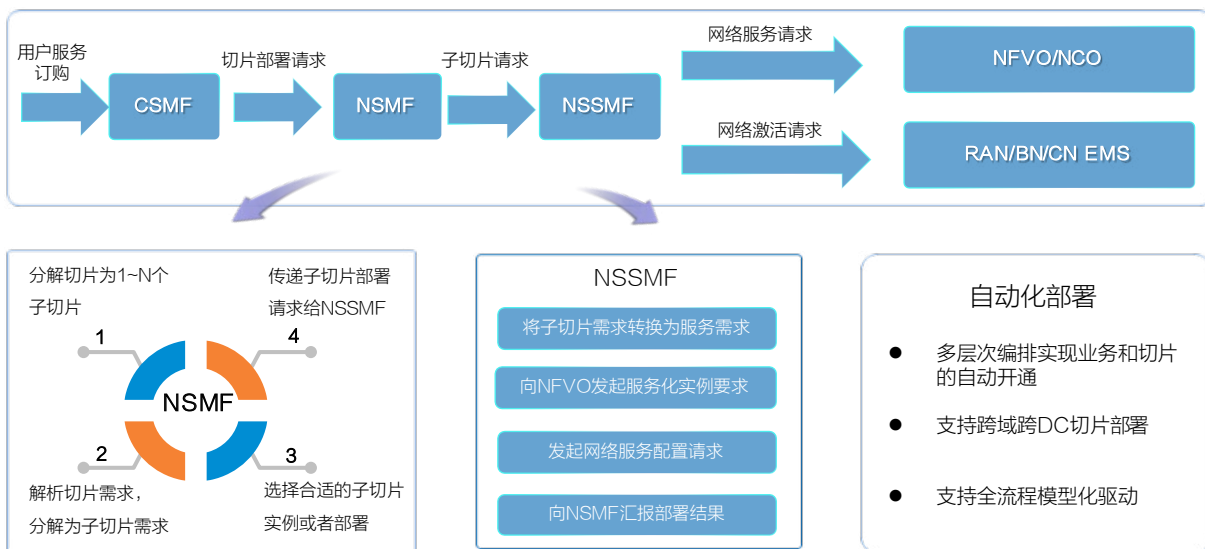 用户服务
订购
CSMF
切片部署请求
NSMF
子切片请求
NSSMF
网络服务请求
NFVO/NCO
网络激活请求
RAN/BN/CN EMS
分解切片为1~N个
子切片
1
传递子切片部署
请求给NSSMF
4
NSMF
2
解析切片需求，
分解为子切片需求
3
选择合适的子切片
实例或者部署
NSSMF
将子切片需求转换为服务需求
向NFVO发起服务化实例要求
发起网络服务配置请求
向NSMF汇报部署结果
自动化部署
● 多层次编排实现业务和切片
的自动开通
● 支持跨域跨DC切片部署
● 支持全流程模型化驱动